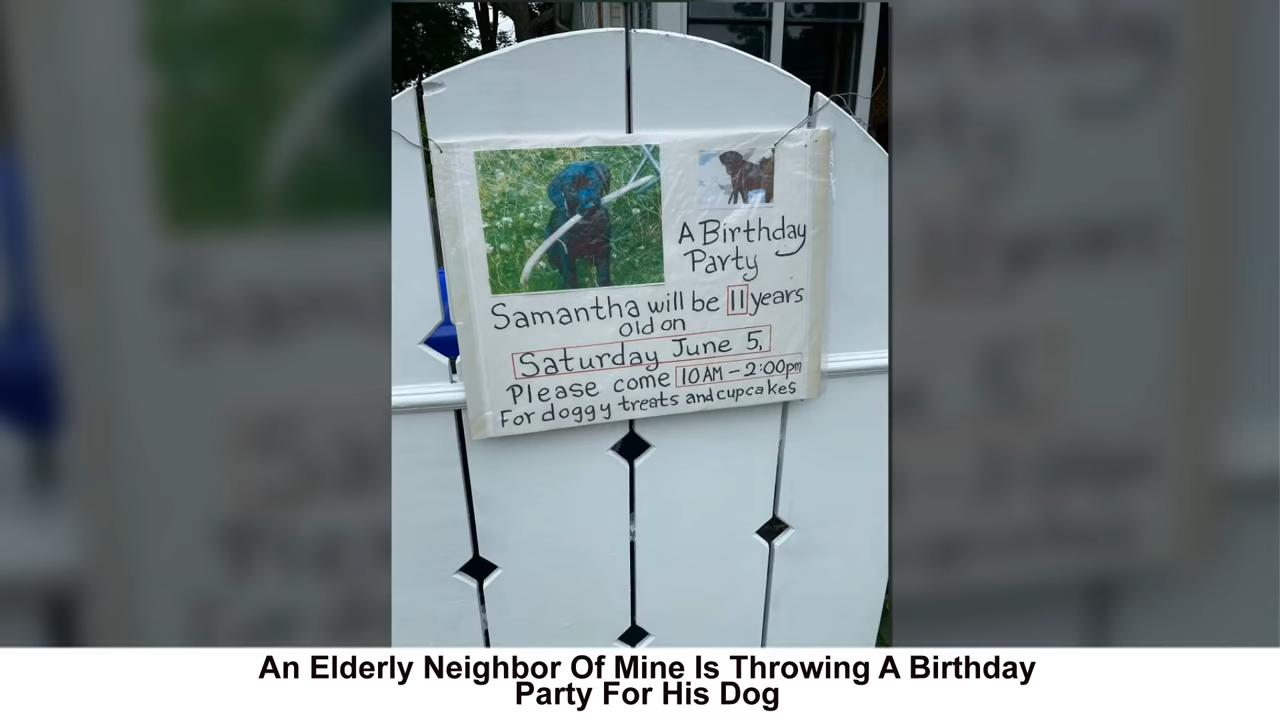 A Birthday
Party
Samantha will be 11 years
old on
Saturday June 5,
Please come 10AM - 2:00pm
For doggy treats and cupcakes
An Elderly Neighbor Of Mine Is Throwing A Birthday
Party For His Dog